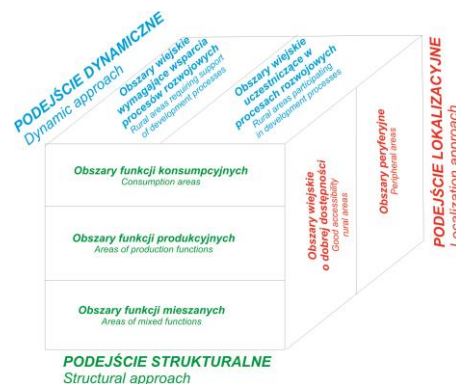 PODEJŚCIE DYNAMICZNE
Dynamic approach
Obszary wiejskie
wymagające wsparcia
procesów rozwojowych
Rural areas requiring support
of development processes
Obszary wiejskie
uczestniczące w
procesach rozwojowych
Rural areas participating
in development processes
Obszary funkcji konsumpcyjnych
Consumption areas
Obszary funkcji produkcyjnych
Areas of production functions
Obszary funkcji mieszanych
Areas of mixed functions
Obszary wiejskie
o dobrej dostępności
Good accessibility
rural areas
Obszary peryferyjne
Peripheral areas
PODEJŚCIE LOKALIZACYJNE
Localization approach
PODEJŚCIE STRUKTURALNE
Structural approach